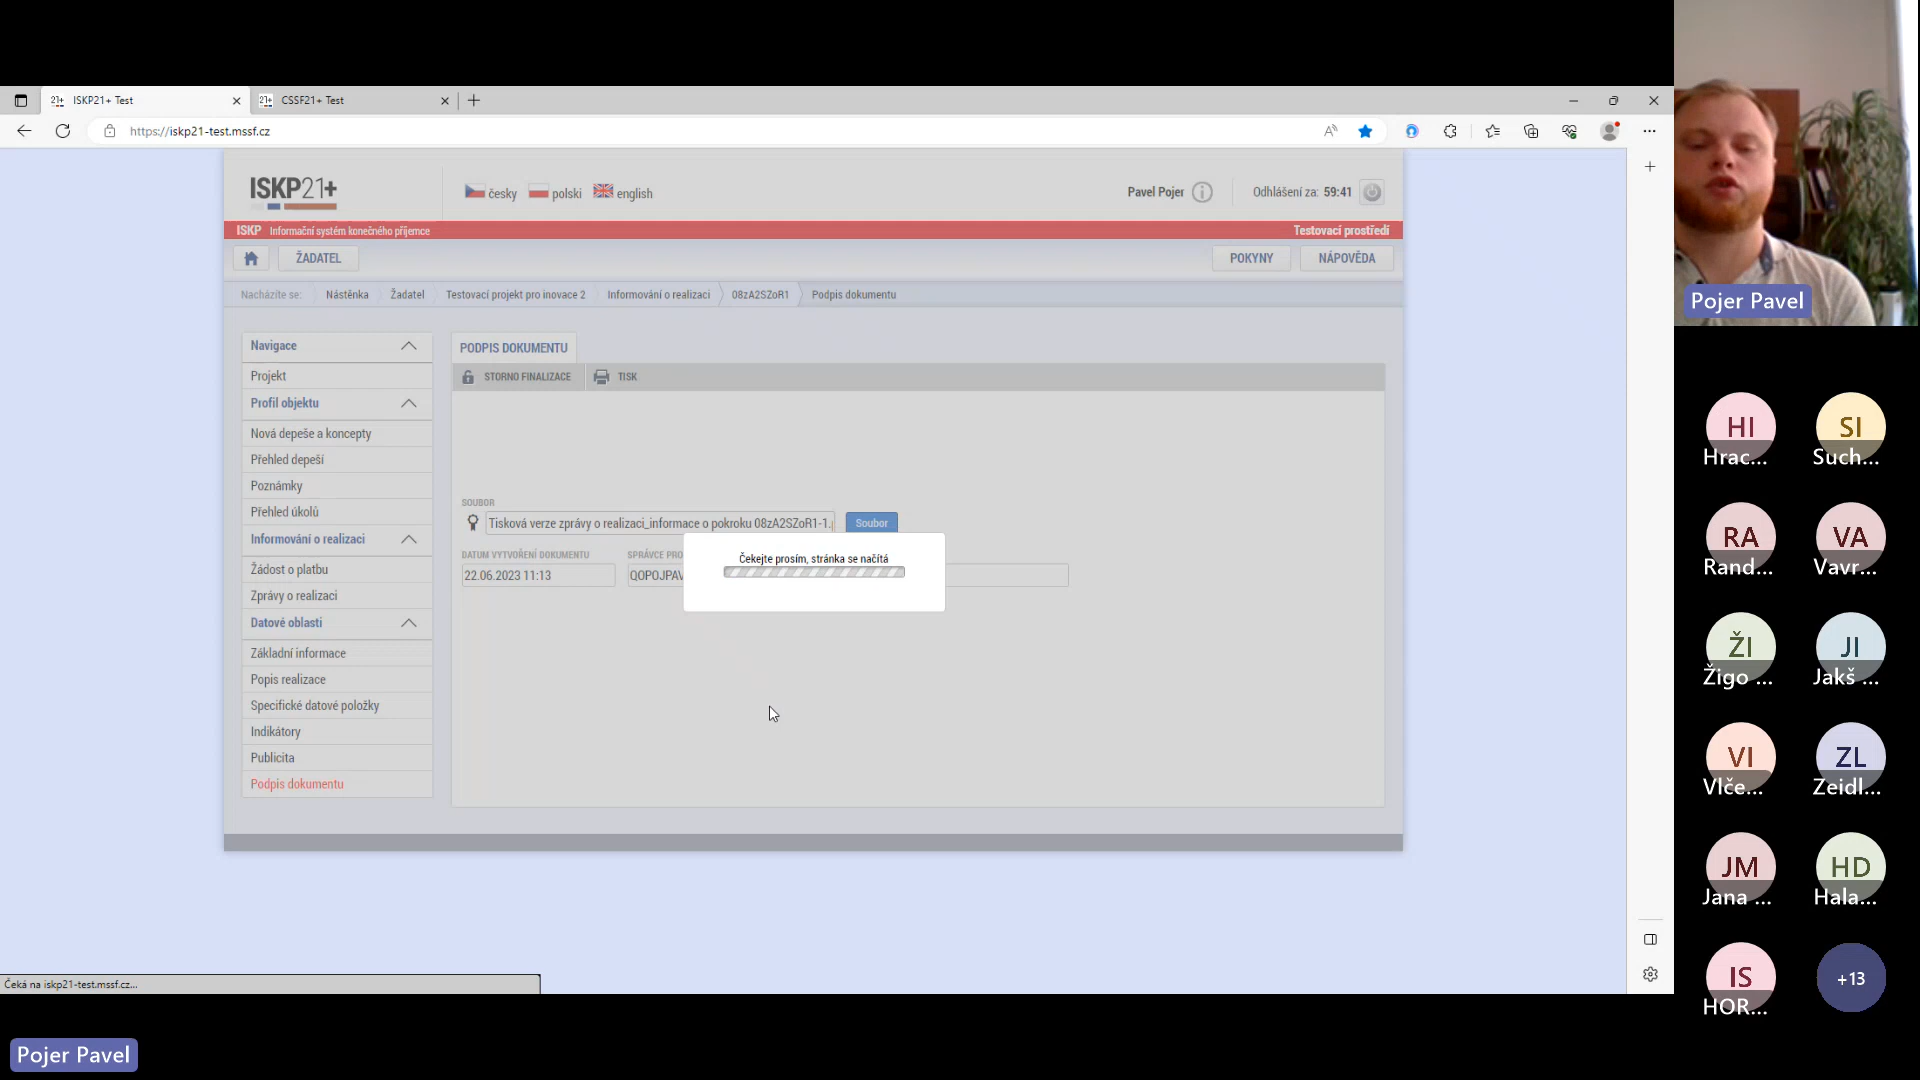 ISKP21+ Test
CSSF21+ Test
https://iskp21-test.mssf.cz
ISKP21+
česky
polski
english
Pavel Pojer
Odhlášení za: 59:41
ISKP Informační systém konečného příjemce
Testovací prostředí
ŽADATEL
POKYNY
NÁPOVĚDA
Nacházíte se:
Nástěnka
Žadatel
Testovací projekt pro inovace 2
Informování o realizaci
08zA2SZoR1
Podpis dokumentu
Navigace
Projekt
Profil objektu
Nová depeše a koncepty
Přehled depeší
Poznámky
Přehled úkolů
Informování o realizaci
Žádost o platbu
Zprávy o realizaci
Datové oblasti
Základní informace
Popis realizace
Specifické datové položky
Indikátory
Publicita
Podpis dokumentu
PODPIS DOKUMENTU
STORNO FINALIZACE
TISK
SOUBOR
Tisková verze zprávy o realizaci_informace o pokroku 08zA2SZoR1-1.
Soubor
DATUM VYTVOŘENÍ DOKUMENTU
SPRÁVCE PRO
22.06.2023 11:13
QOPOJPAV
Čekejte prosím, stránka se načítá
Čeká na iskp21-test.mssf.cz...
Pojer Pavel
Pojer Pavel
HI
Hrac...
SI
Such...
RA
Rand...
VA
Vavr...
ŽI
Žigo ...
JI
Jakš ...
VI
Vlče...
ZL
Zeidl...
JM
Jana ...
HD
Hala...
IS
HOR...
+13